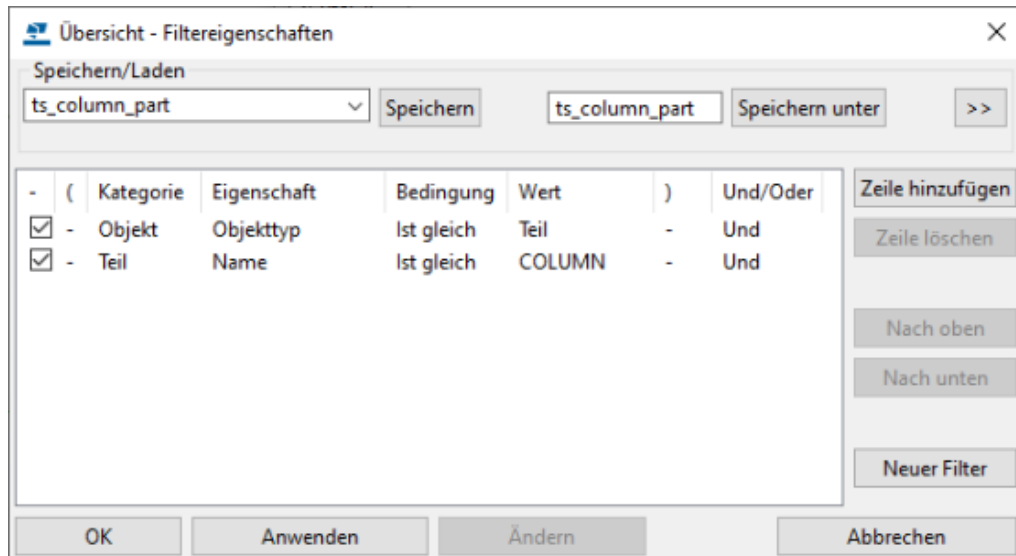 Übersicht - Filtereigenschaften
Speichern/Laden
ts_column_part Speichern ts_column_part Speichern unter >>
- ( Kategorie Eigenschaft Bedingung Wert ) Und/Oder
- Objekt Objekttyp Ist gleich Teil - Und
- Teil Name Ist gleich COLUMN - Und
Zeile hinzufügen
Zeile löschen
Nach oben
Nach unten
Neuer Filter
OK Anwenden Ändern Abbrechen